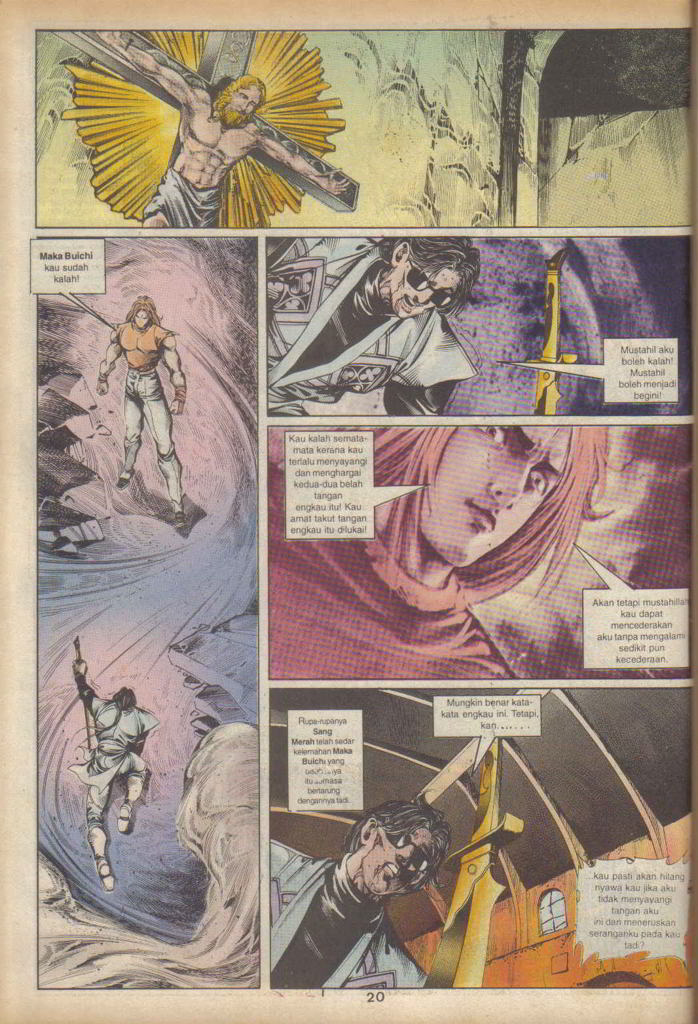 Maka Buichi
kau sudah
kalah!
Mustahil aku
boleh kalah!
Mustahil
boleh menjadi
begini!
Kau kalah semata-
mata kerana kau
terlalu menyayangi
dan menghargai
kedua-dua belah
tangan
engkau itu! Kau
amat takut tangan
engkau itu dilukai!
Akan tetapi mustahillah
kau dapat
mencederakan
aku tanpa mengalami
sedikit pun
kecederaan.
Rupa-rupanya
Sang
Merah telah sedar
kelemahan Maka
Buichi yang
itu semasa
bertarung
dengannya tadi.
Mungkin benar kata-
kata engkau ini. Tetapi,
kan......
...kau pasti akan hilang
nyawa kau jika aku
tidak menyayangi
tangan aku
ini dan meneruskan
seranganku pada kau
tadi?
20